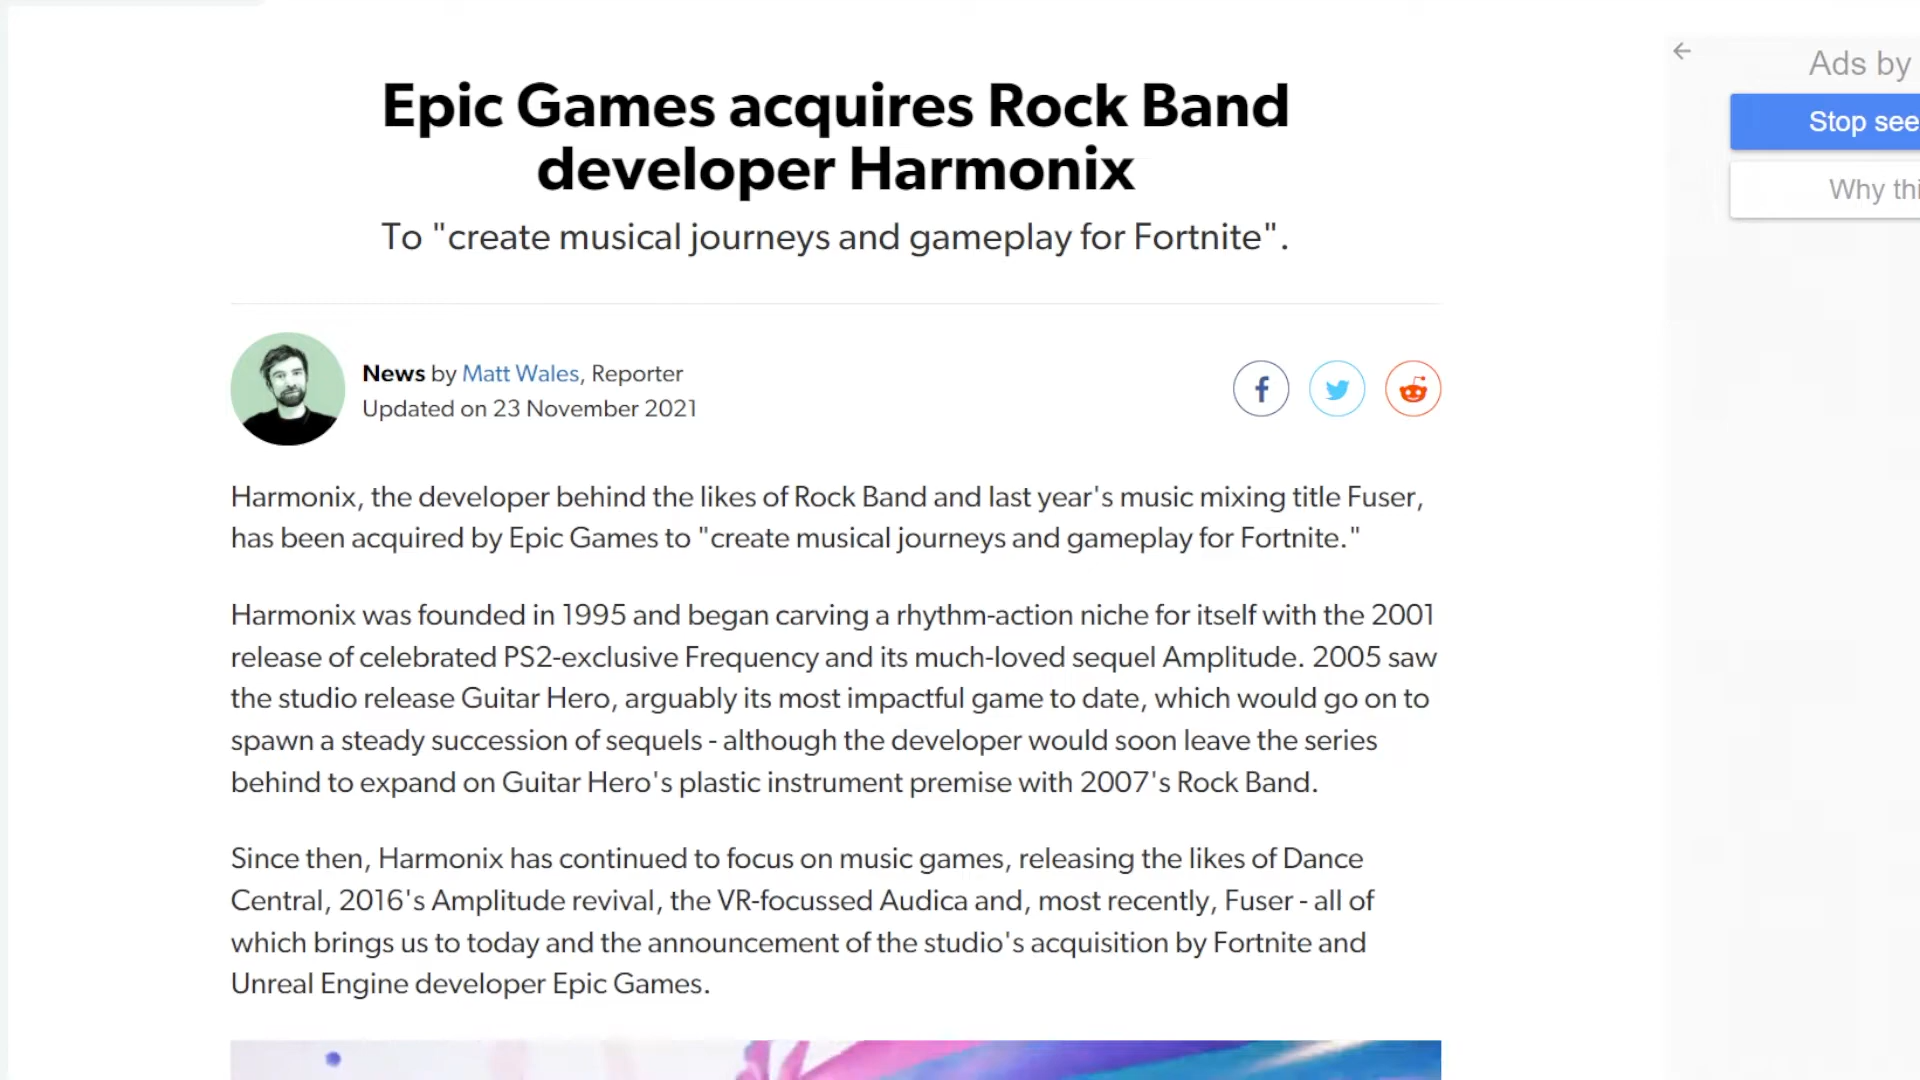 Epic Games acquires Rock Band
developer Harmonix
To "create musical journeys and gameplay for Fortnite".
News by Matt Wales, Reporter
Updated on 23 November 2021
Harmonix, the developer behind the likes of Rock Band and last year's music mixing title Fuser,
has been acquired by Epic Games to "create musical journeys and gameplay for Fortnite."
Harmonix was founded in 1995 and began carving a rhythm-action niche for itself with the 2001
release of celebrated PS2-exclusive Frequency and its much-loved sequel Amplitude. 2005 saw
the studio release Guitar Hero, arguably its most impactful game to date, which would go on to
spawn a steady succession of sequels - although the developer would soon leave the series
behind to expand on Guitar Hero's plastic instrument premise with 2007's Rock Band.
Since then, Harmonix has continued to focus on music games, releasing the likes of Dance
Central, 2016's Amplitude revival, the VR-focussed Audica and, most recently, Fuser - all of
which brings us to today and the announcement of the studio's acquisition by Fortnite and
Unreal Engine developer Epic Games.
Ads by
Stop see
Why thi